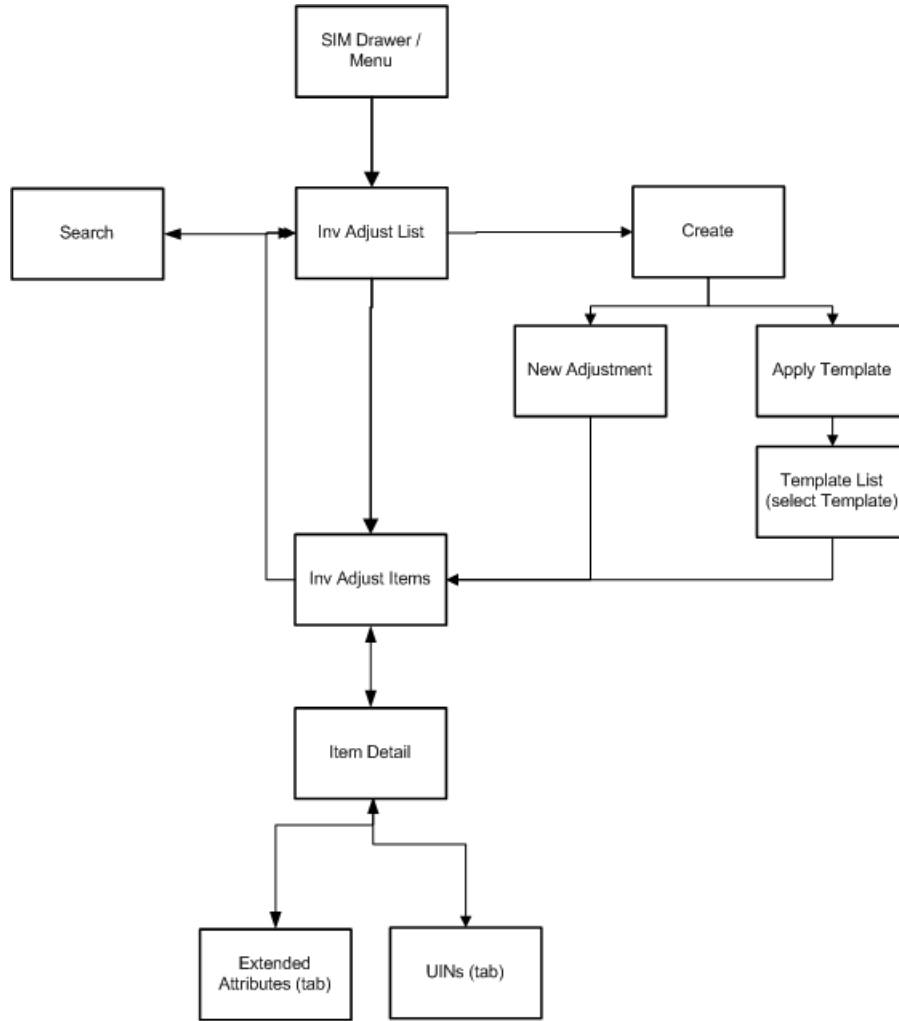 SIM Drawer /
Menu
Search
Inv Adjust List
Create
New Adjustment
Apply Template
Template List
(select Template)
Inv Adjust Items
Item Detail
Extended
Attributes (tab)
UINs (tab)